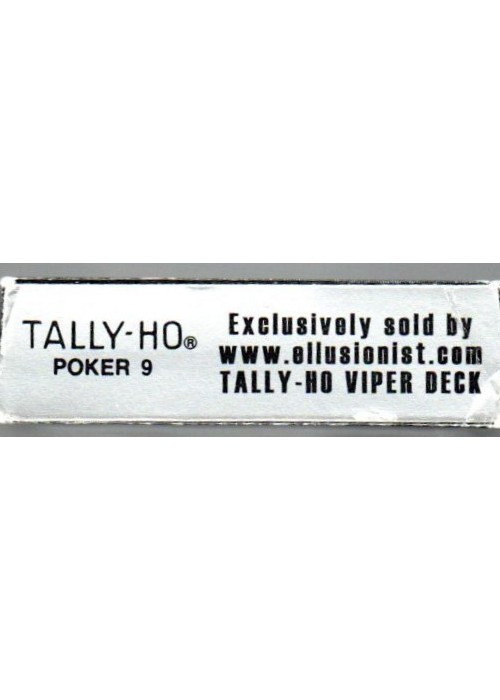 TALLY-HO®
POKER 9
Exclusively sold by
www.ellusionist.com
TALLY-HO VIPER DECK